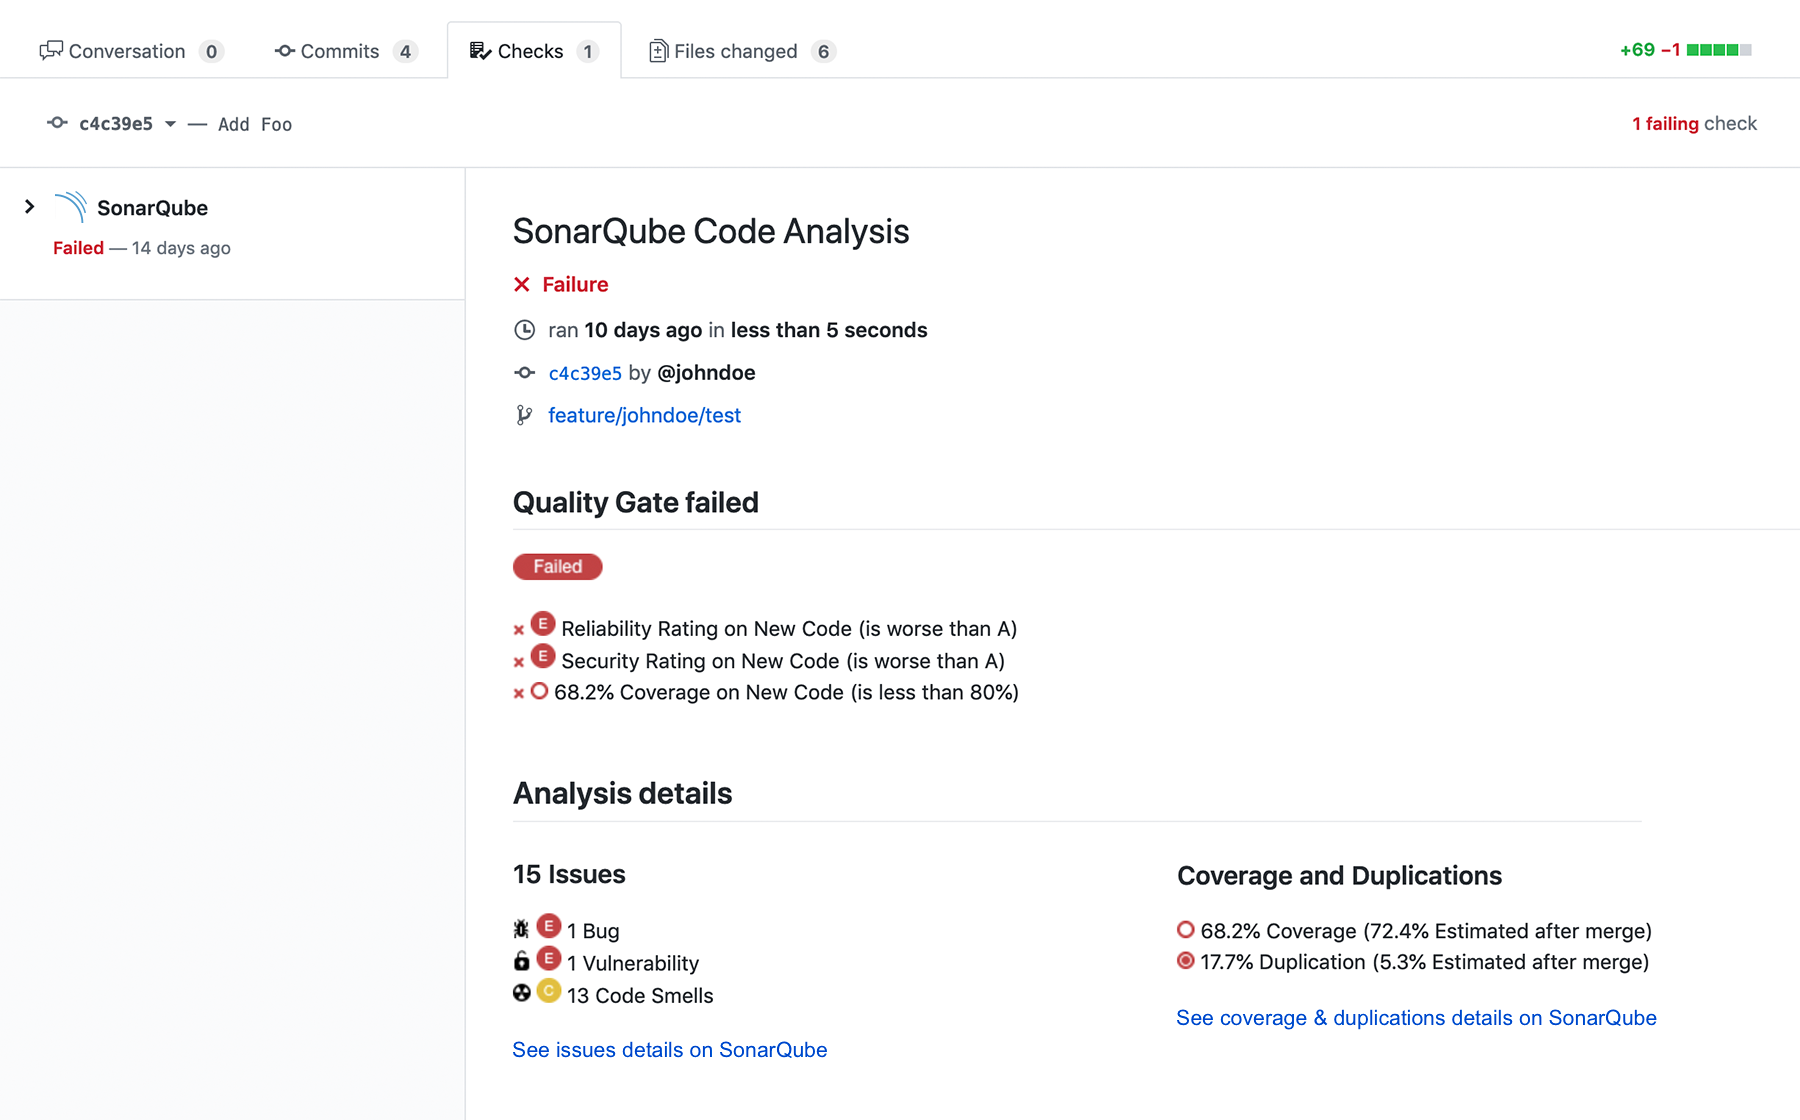 Conversation 0 Commits 4 Checks 1 Files changed 6 +69 −1
c4c39e5 — Add Foo 1 failing check
SonarQube
Failed — 14 days ago
SonarQube Code Analysis
Failure
ran 10 days ago in less than 5 seconds
c4c39e5 by @johndoe
feature/johndoe/test
Quality Gate failed
Failed
E Reliability Rating on New Code (is worse than A)
E Security Rating on New Code (is worse than A)
68.2% Coverage on New Code (is less than 80%)
Analysis details
15 Issues
E 1 Bug
E 1 Vulnerability
C 13 Code Smells
See issues details on SonarQube
Coverage and Duplications
68.2% Coverage (72.4% Estimated after merge)
17.7% Duplication (5.3% Estimated after merge)
See coverage & duplications details on SonarQube